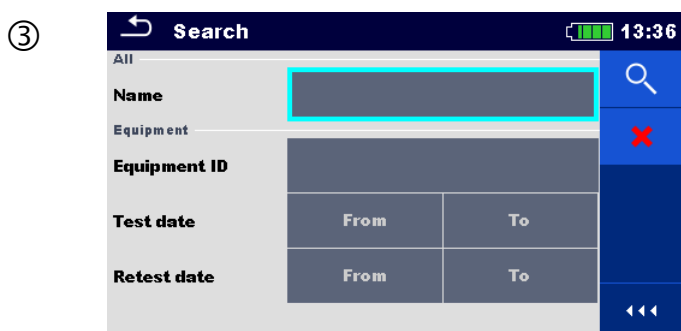 ③
Search 13:36
All
Name
Equipment
Equipment ID
Test date From To
Retest date From To